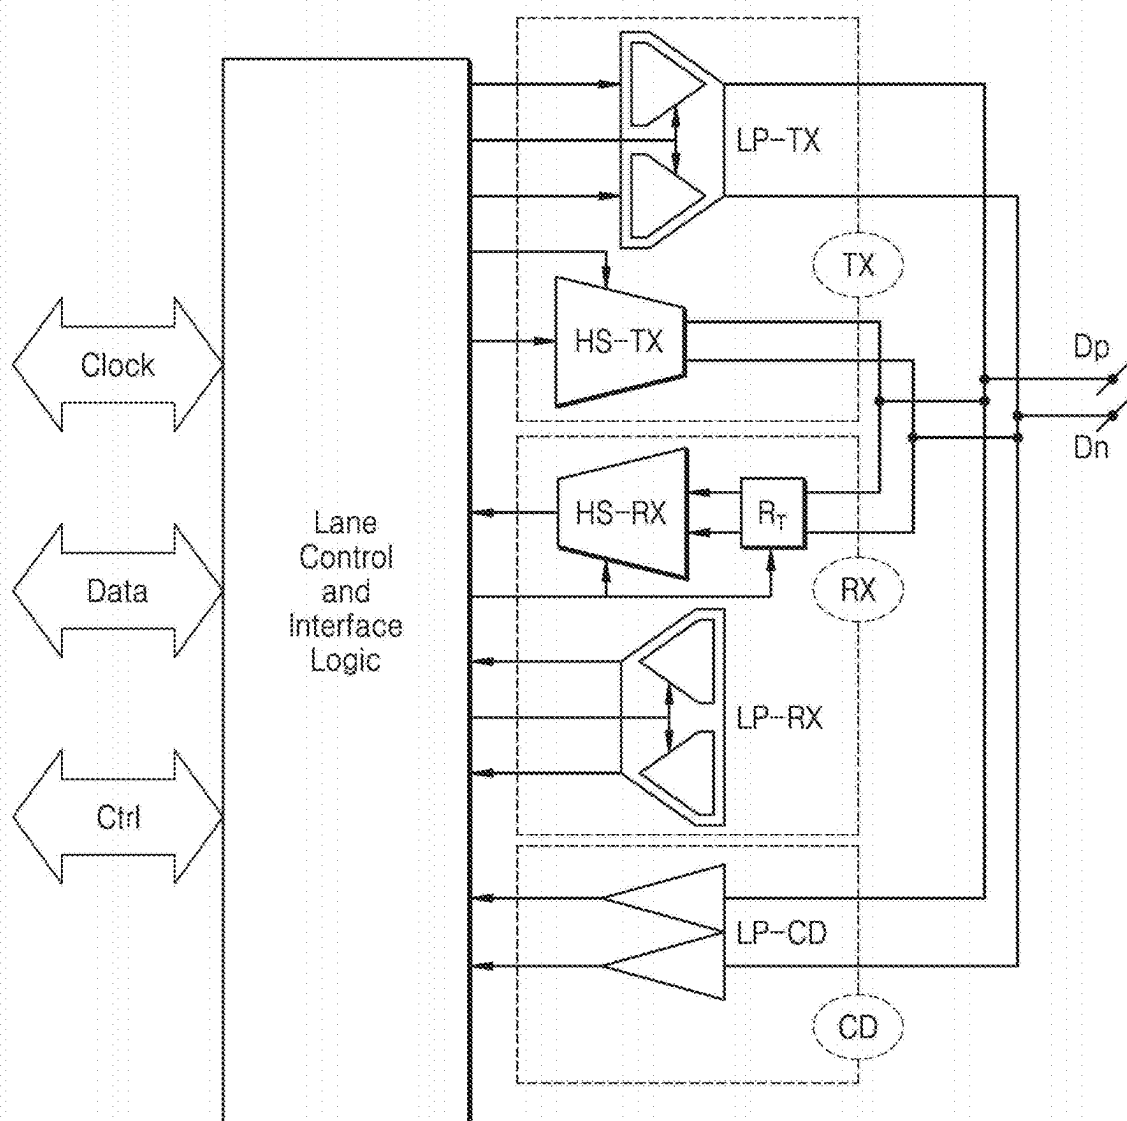 LP-TX
TX
HS-TX
Clock
Dp
Dn
HS-RX
R_T
Lane
Control
and
Interface
Logic
Data
RX
LP-RX
Ctrl
LP-CD
CD